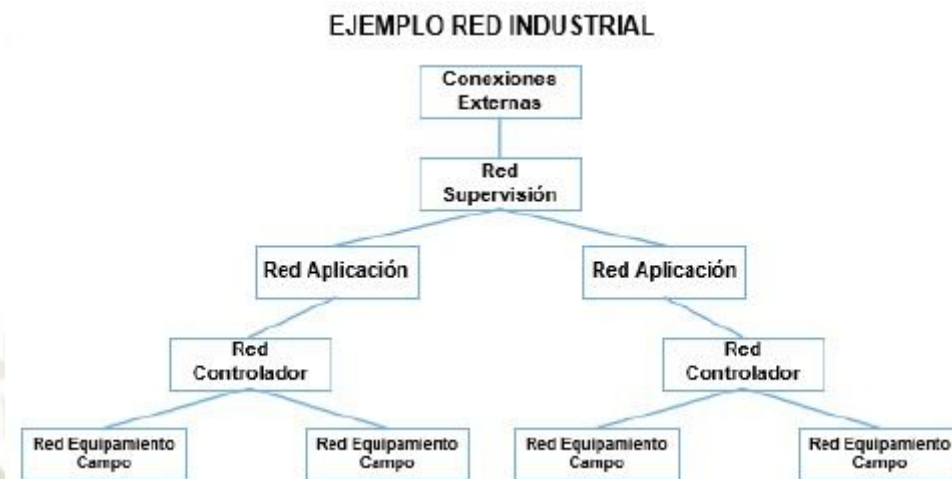 EJEMPLO RED INDUSTRIAL
Conexiones
Externas
Red
Supervisión
Red Aplicación
Red Aplicación
Red
Controlador
Red
Controlador
Red Equipamiento
Campo
Red Equipamiento
Campo
Red Equipamiento
Campo
Red Equipamiento
Campo